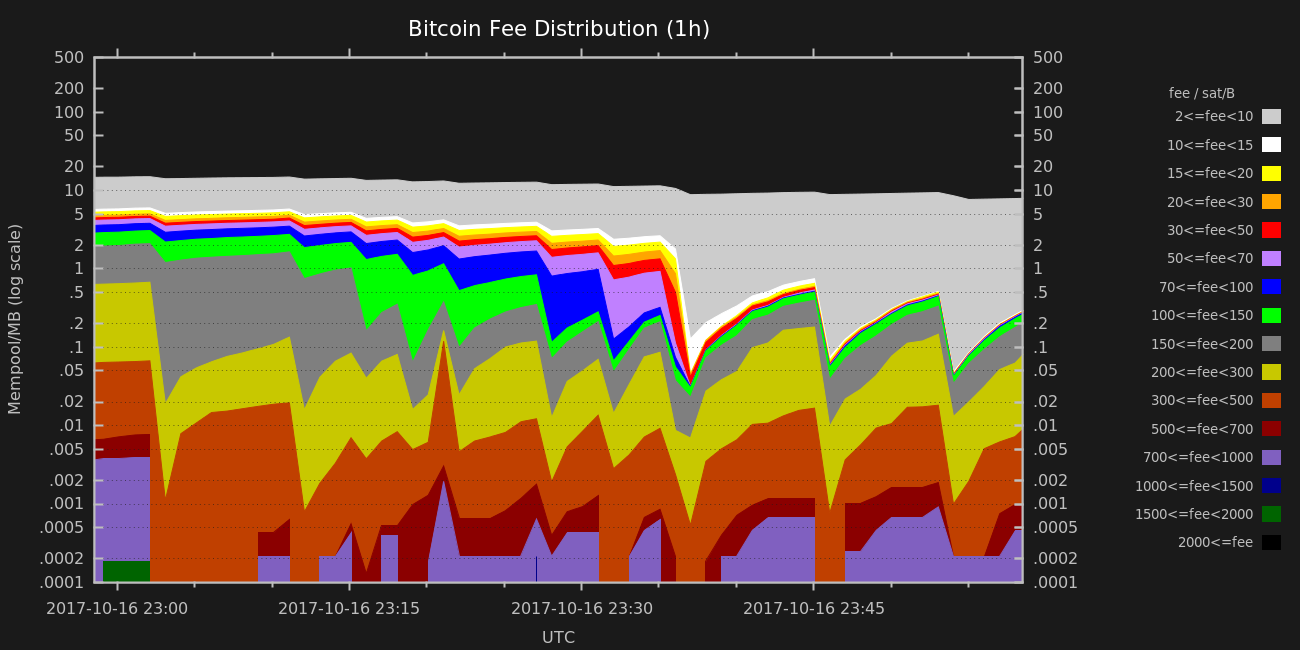 Bitcoin Fee Distribution (1h)
Mempool/MB (log scale)
500
200
100
50
20
10
5
2
1
.5
.2
.1
.05
.02
.01
.005
.002
.001
.0005
.0002
.0001
500
200
100
50
20
10
5
2
1
.5
.2
.1
.05
.02
.01
.005
.002
.001
.0005
.0002
.0001
2017-10-16 23:00
2017-10-16 23:15
2017-10-16 23:30
2017-10-16 23:45
UTC
fee / sat/B
2<=fee<10
10<=fee<15
15<=fee<20
20<=fee<30
30<=fee<50
50<=fee<70
70<=fee<100
100<=fee<150
150<=fee<200
200<=fee<300
300<=fee<500
500<=fee<700
700<=fee<1000
1000<=fee<1500
1500<=fee<2000
2000<=fee